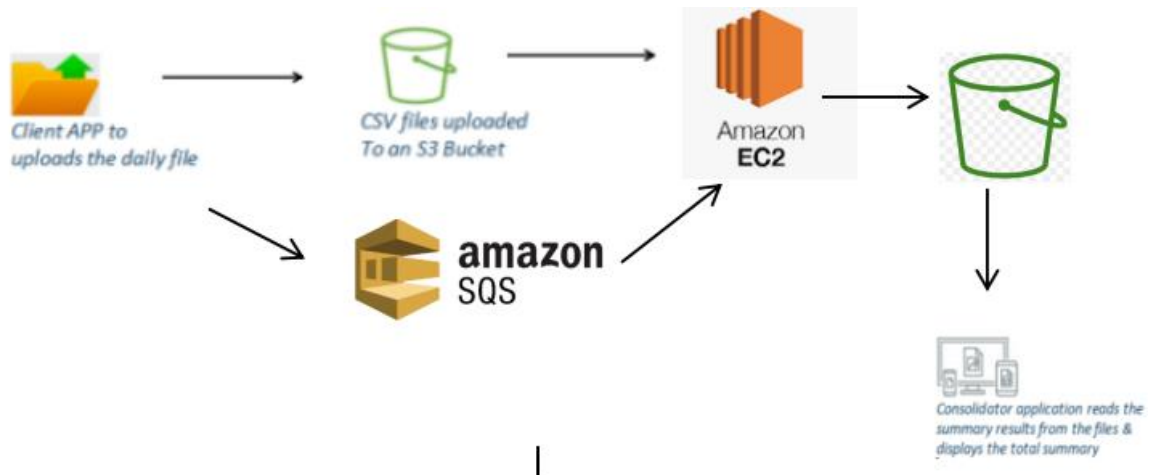 Client APP to
uploads the daily file
CSV files uploaded
To an S3 Bucket
Amazon
EC2
amazon
SQS
Consolidator application reads the
summary results from the files &
displays the total summary